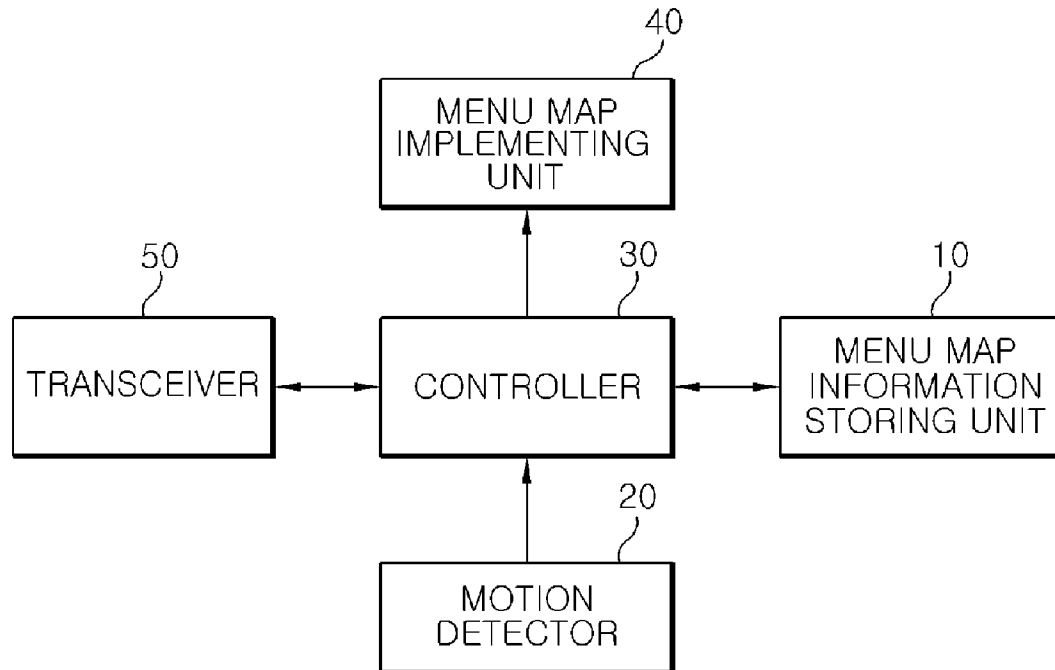 40
MENU MAP
IMPLEMENTING
UNIT
50
30
10
TRANSCEIVER
CONTROLLER
MENU MAP
INFORMATION
STORING UNIT
20
MOTION
DETECTOR